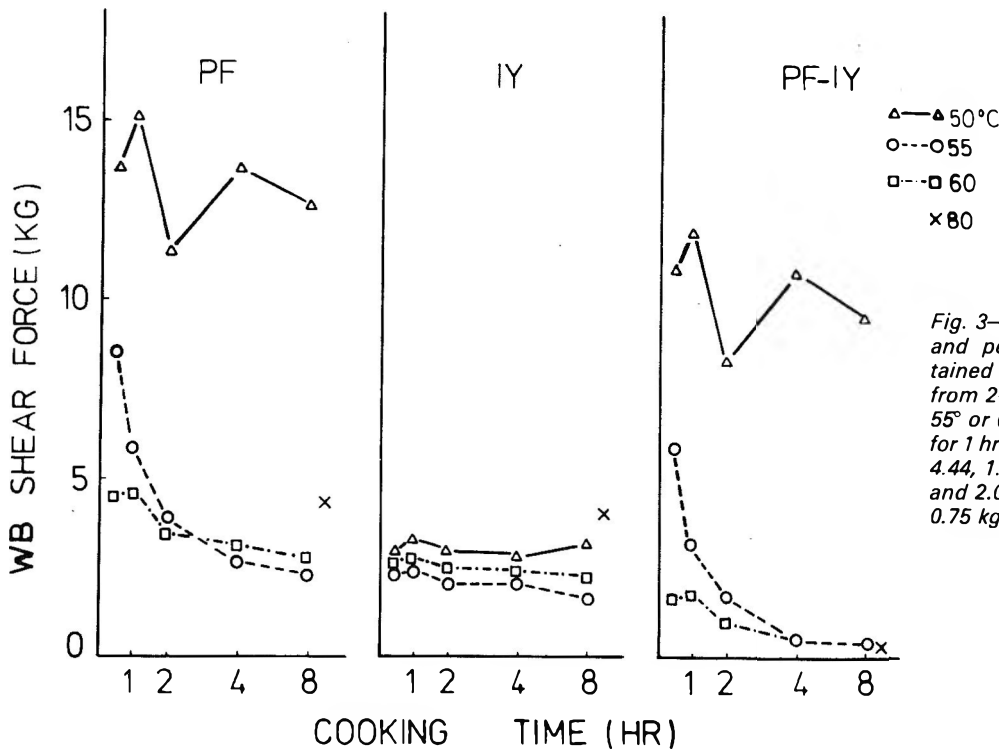 PF
IY
PF-IY
△——△ 50°C
○---○ 55
□-·-□ 60
× 80
15
10
5
0
WB SHEAR FORCE (KG)
1 2 4 8
1 2 4 8
1 2 4 8
COOKING TIME (HR)
Fig. 3—
and pe
tained
from 2-
55° or
for 1 hr
4.44, 1.
and 2.0
0.75 kg